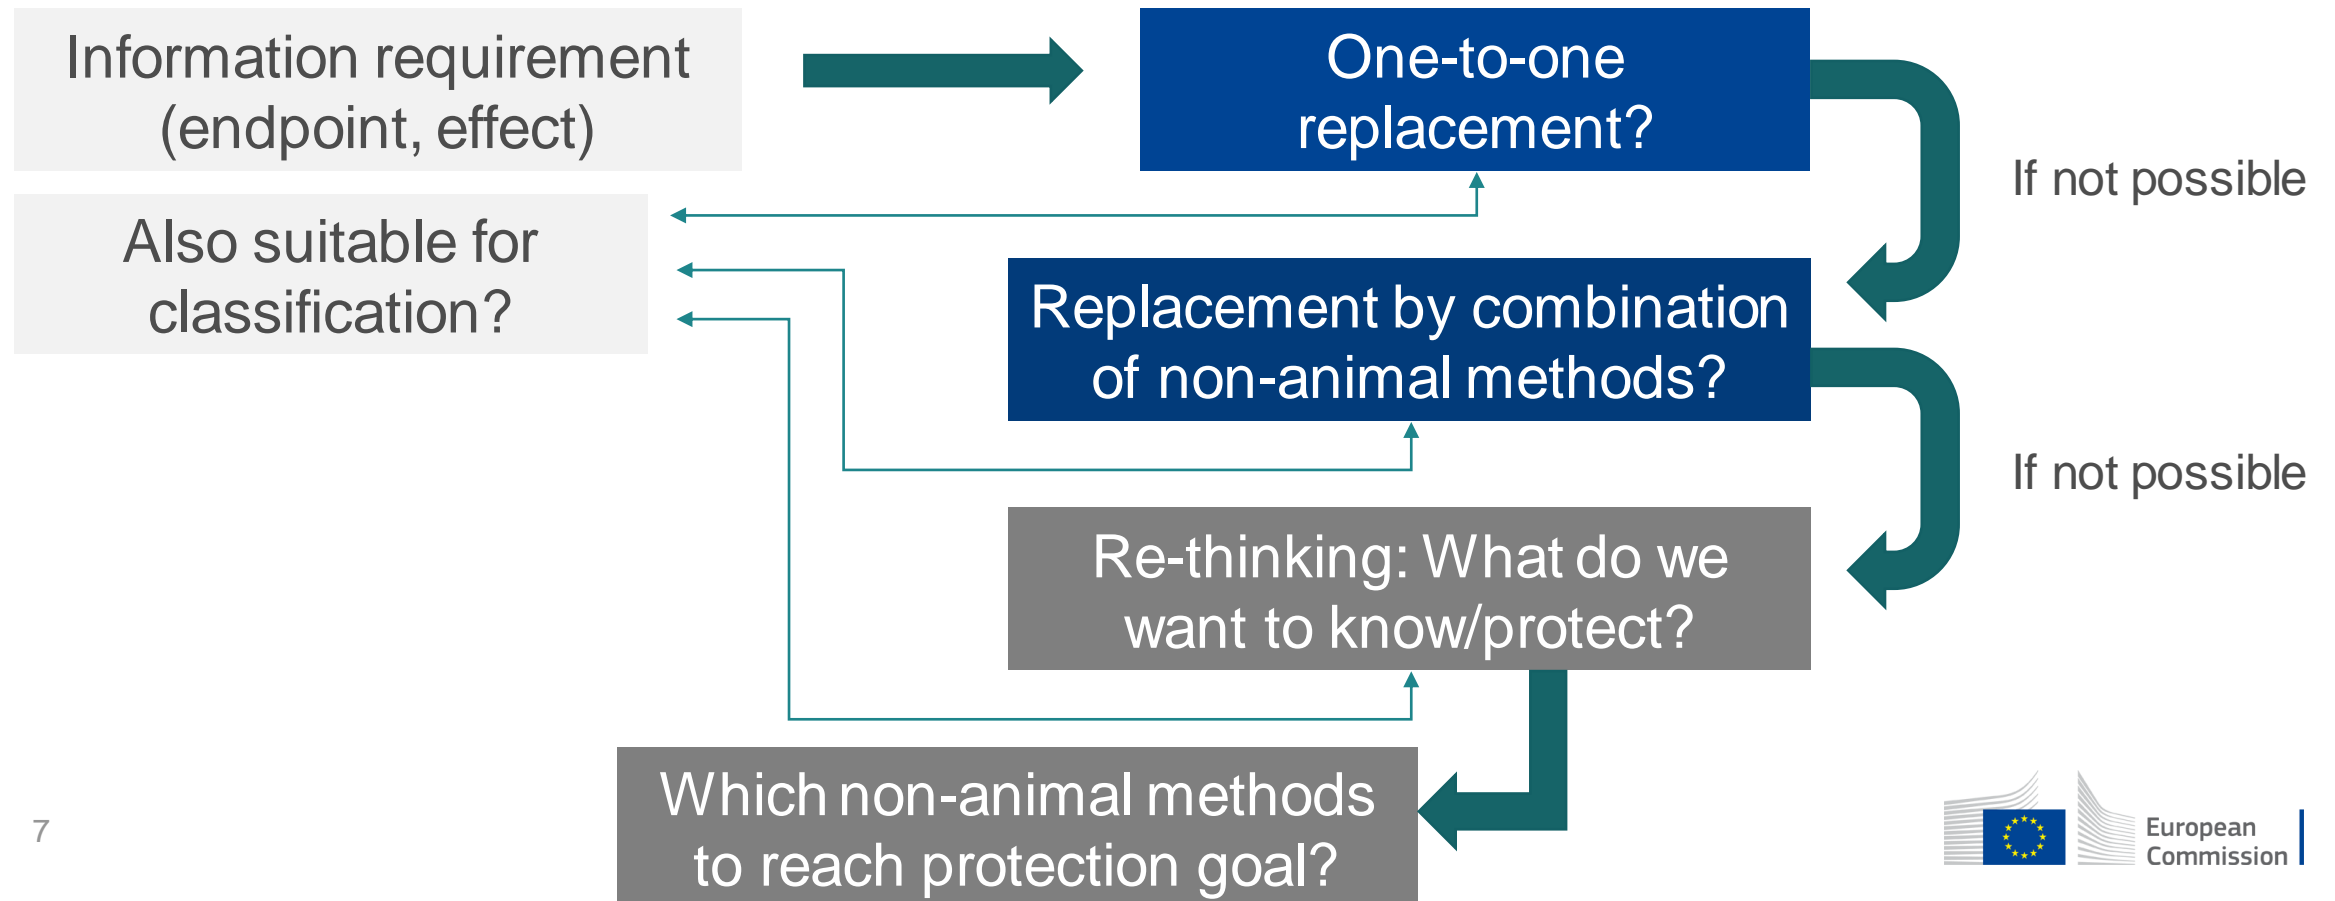 Information requirement
(endpoint, effect)
One-to-one
replacement?
If not possible
Also suitable for
classification?
Replacement by combination
of non-animal methods?
If not possible
Re-thinking: What do we
want to know/protect?
Which non-animal methods
to reach protection goal?
7
European
Commission